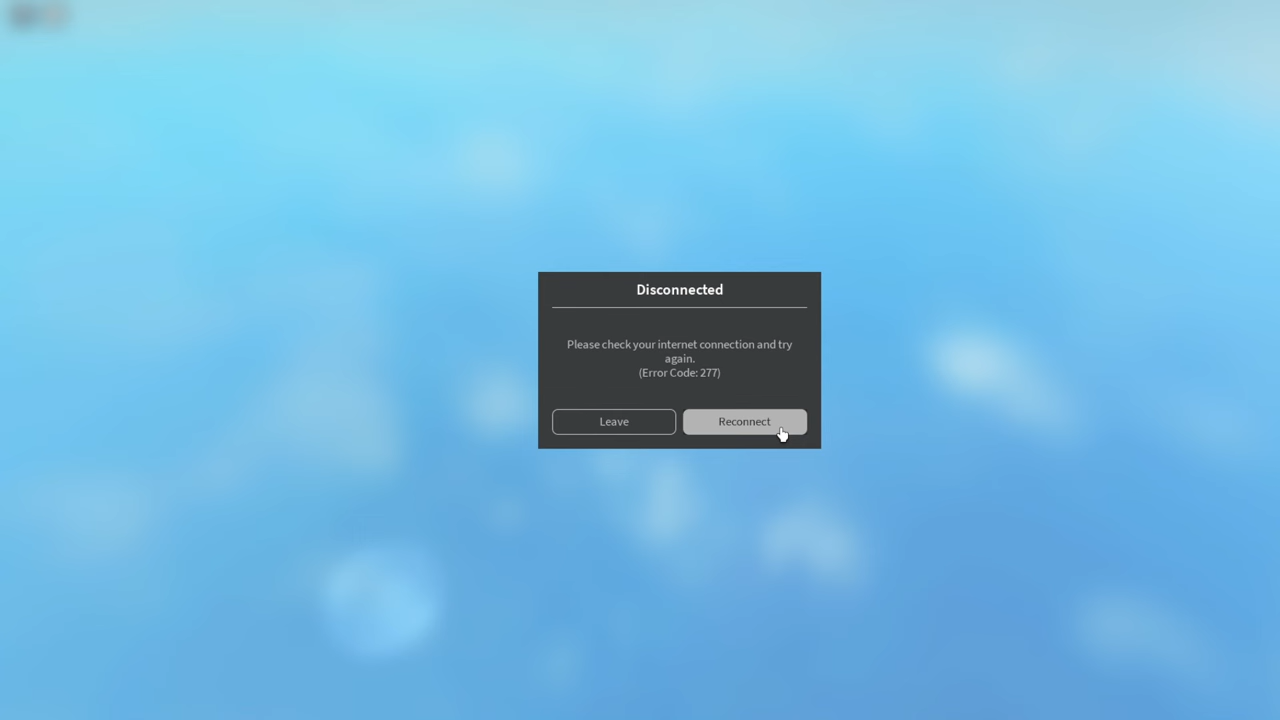 Disconnected
Please check your internet connection and try
again.
(Error Code: 277)
Leave
Reconnect